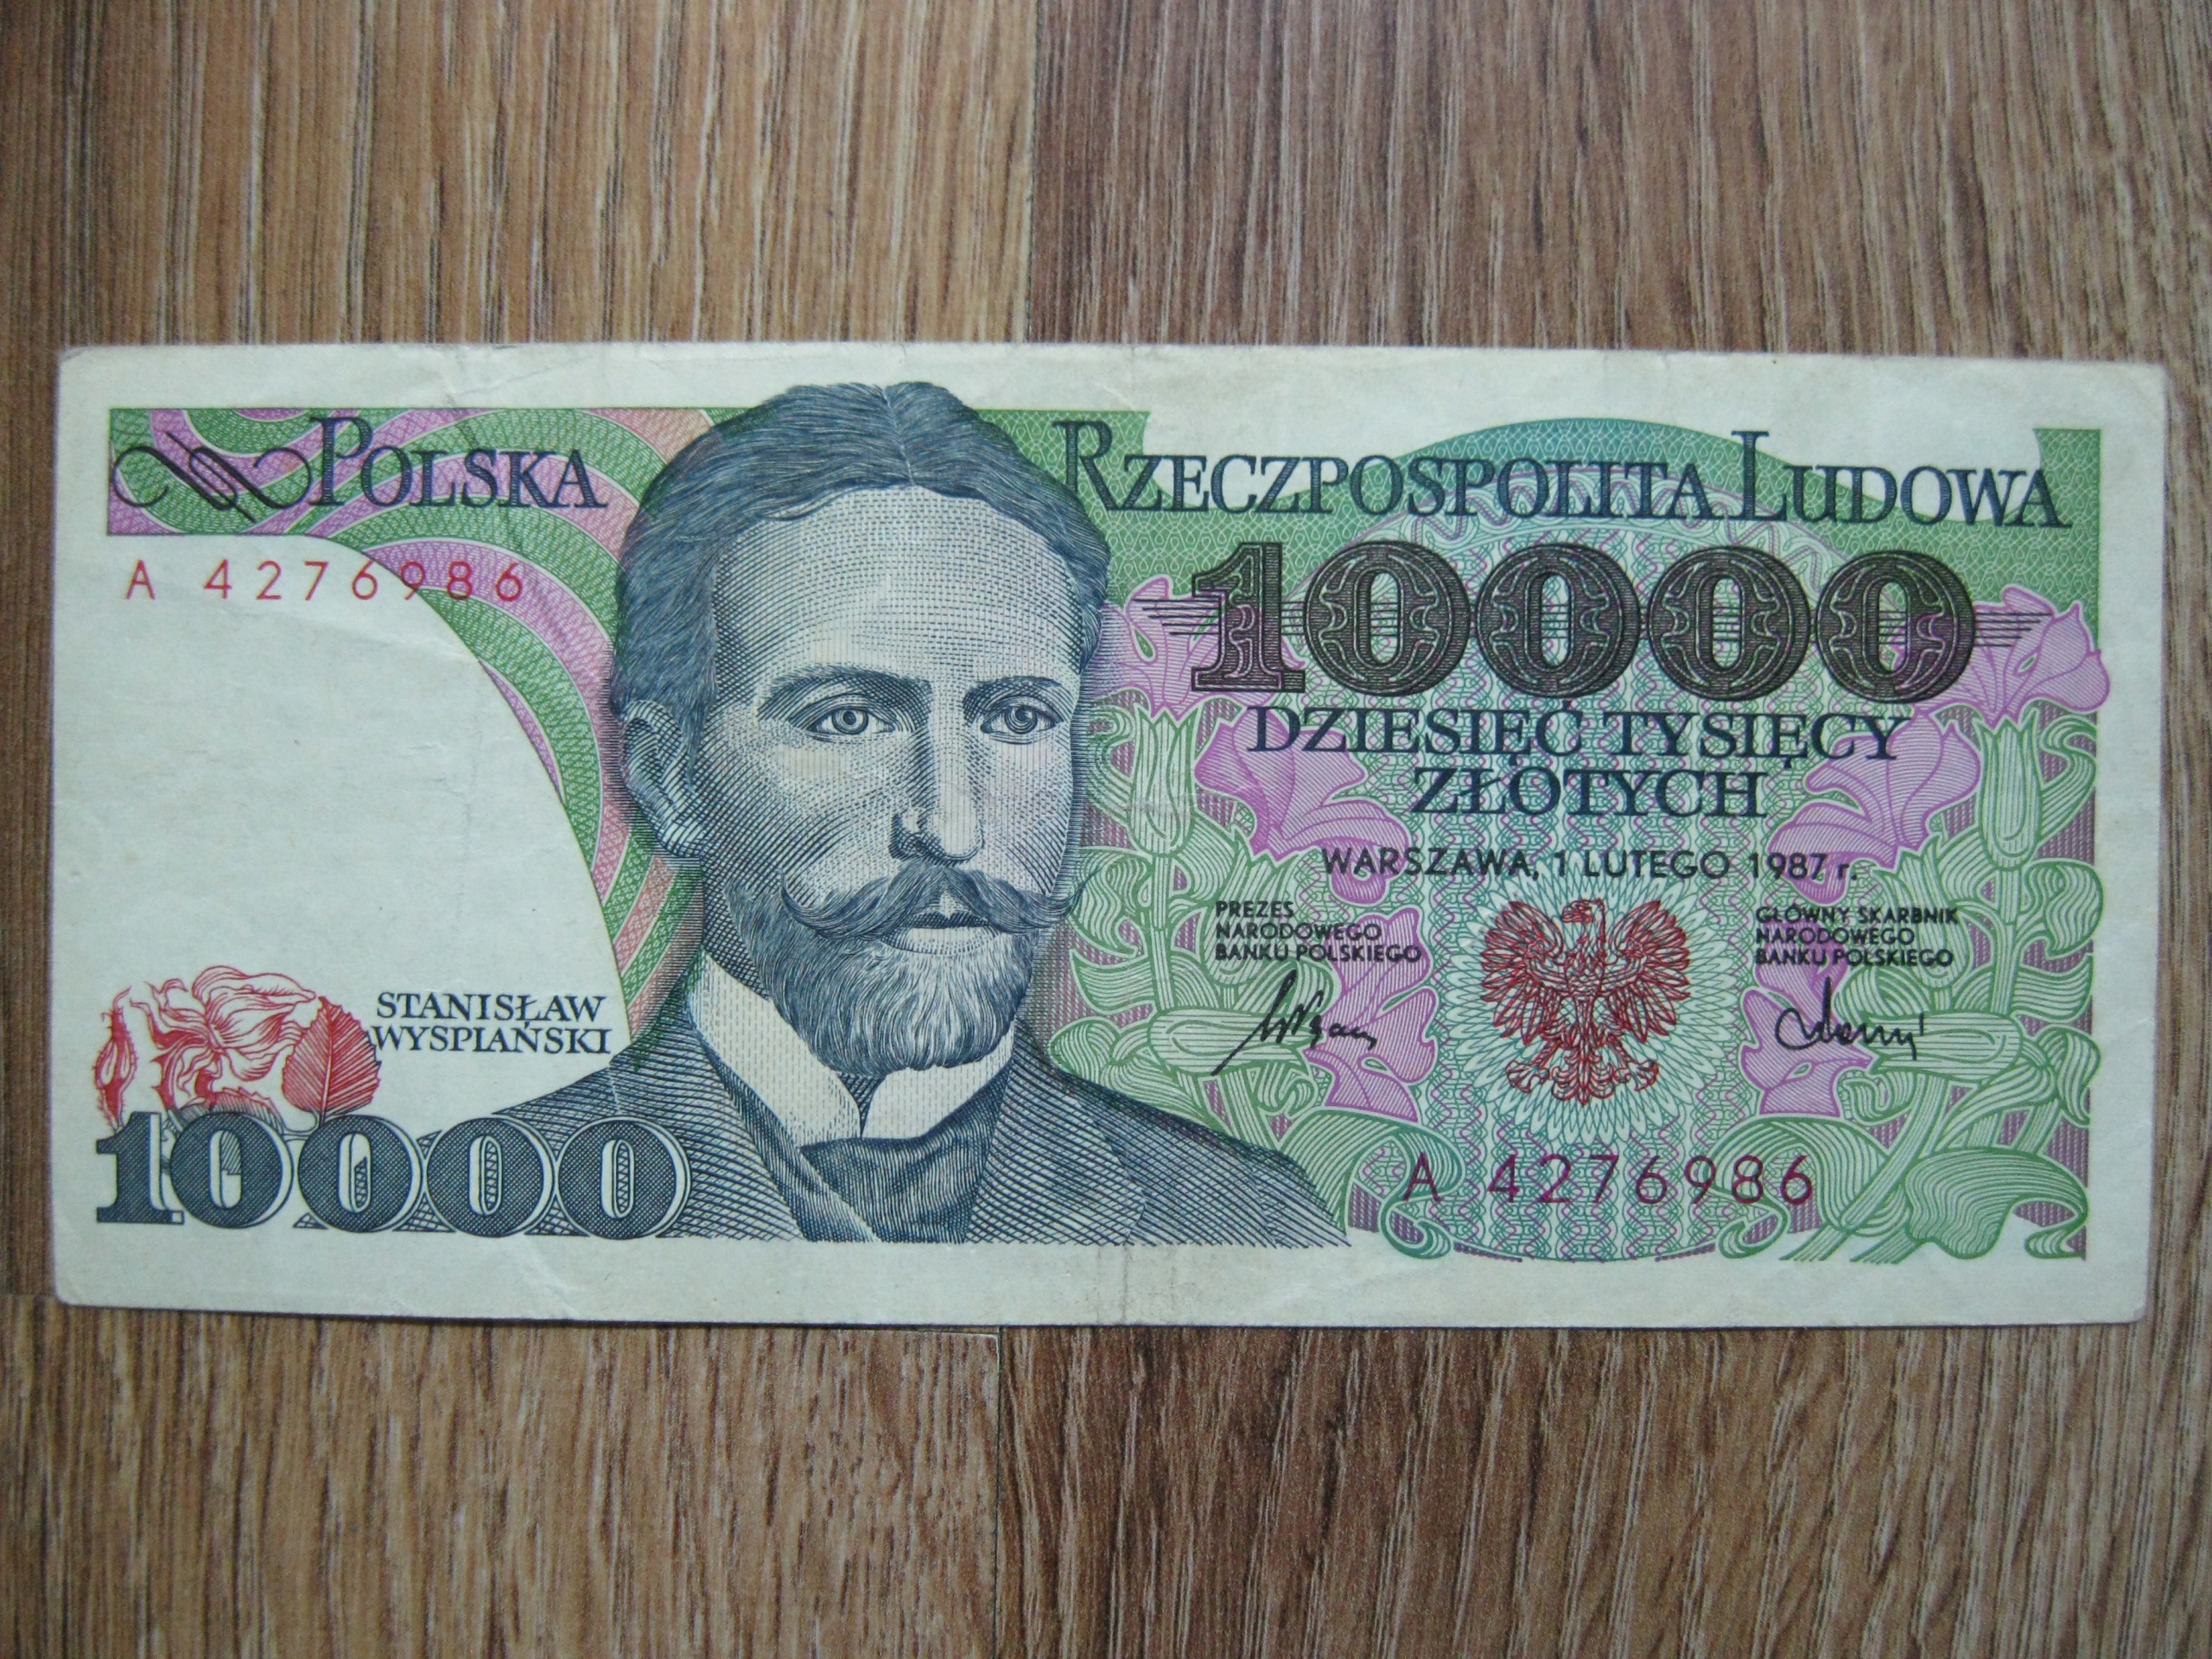 POLSKA RZECZPOSPOLITA LUDOWA
A 4276986
10000
DZIESIĘĆ TYSIĘCY
ZŁOTYCH
WARSZAWA, 1 LUTEGO 1987 r.
PREZES
NARODOWEGO
BANKU POLSKIEGO
GŁÓWNY SKARBNIK
NARODOWEGO
BANKU POLSKIEGO
STANISŁAW
WYSPIAŃSKI
10000
A 4276986